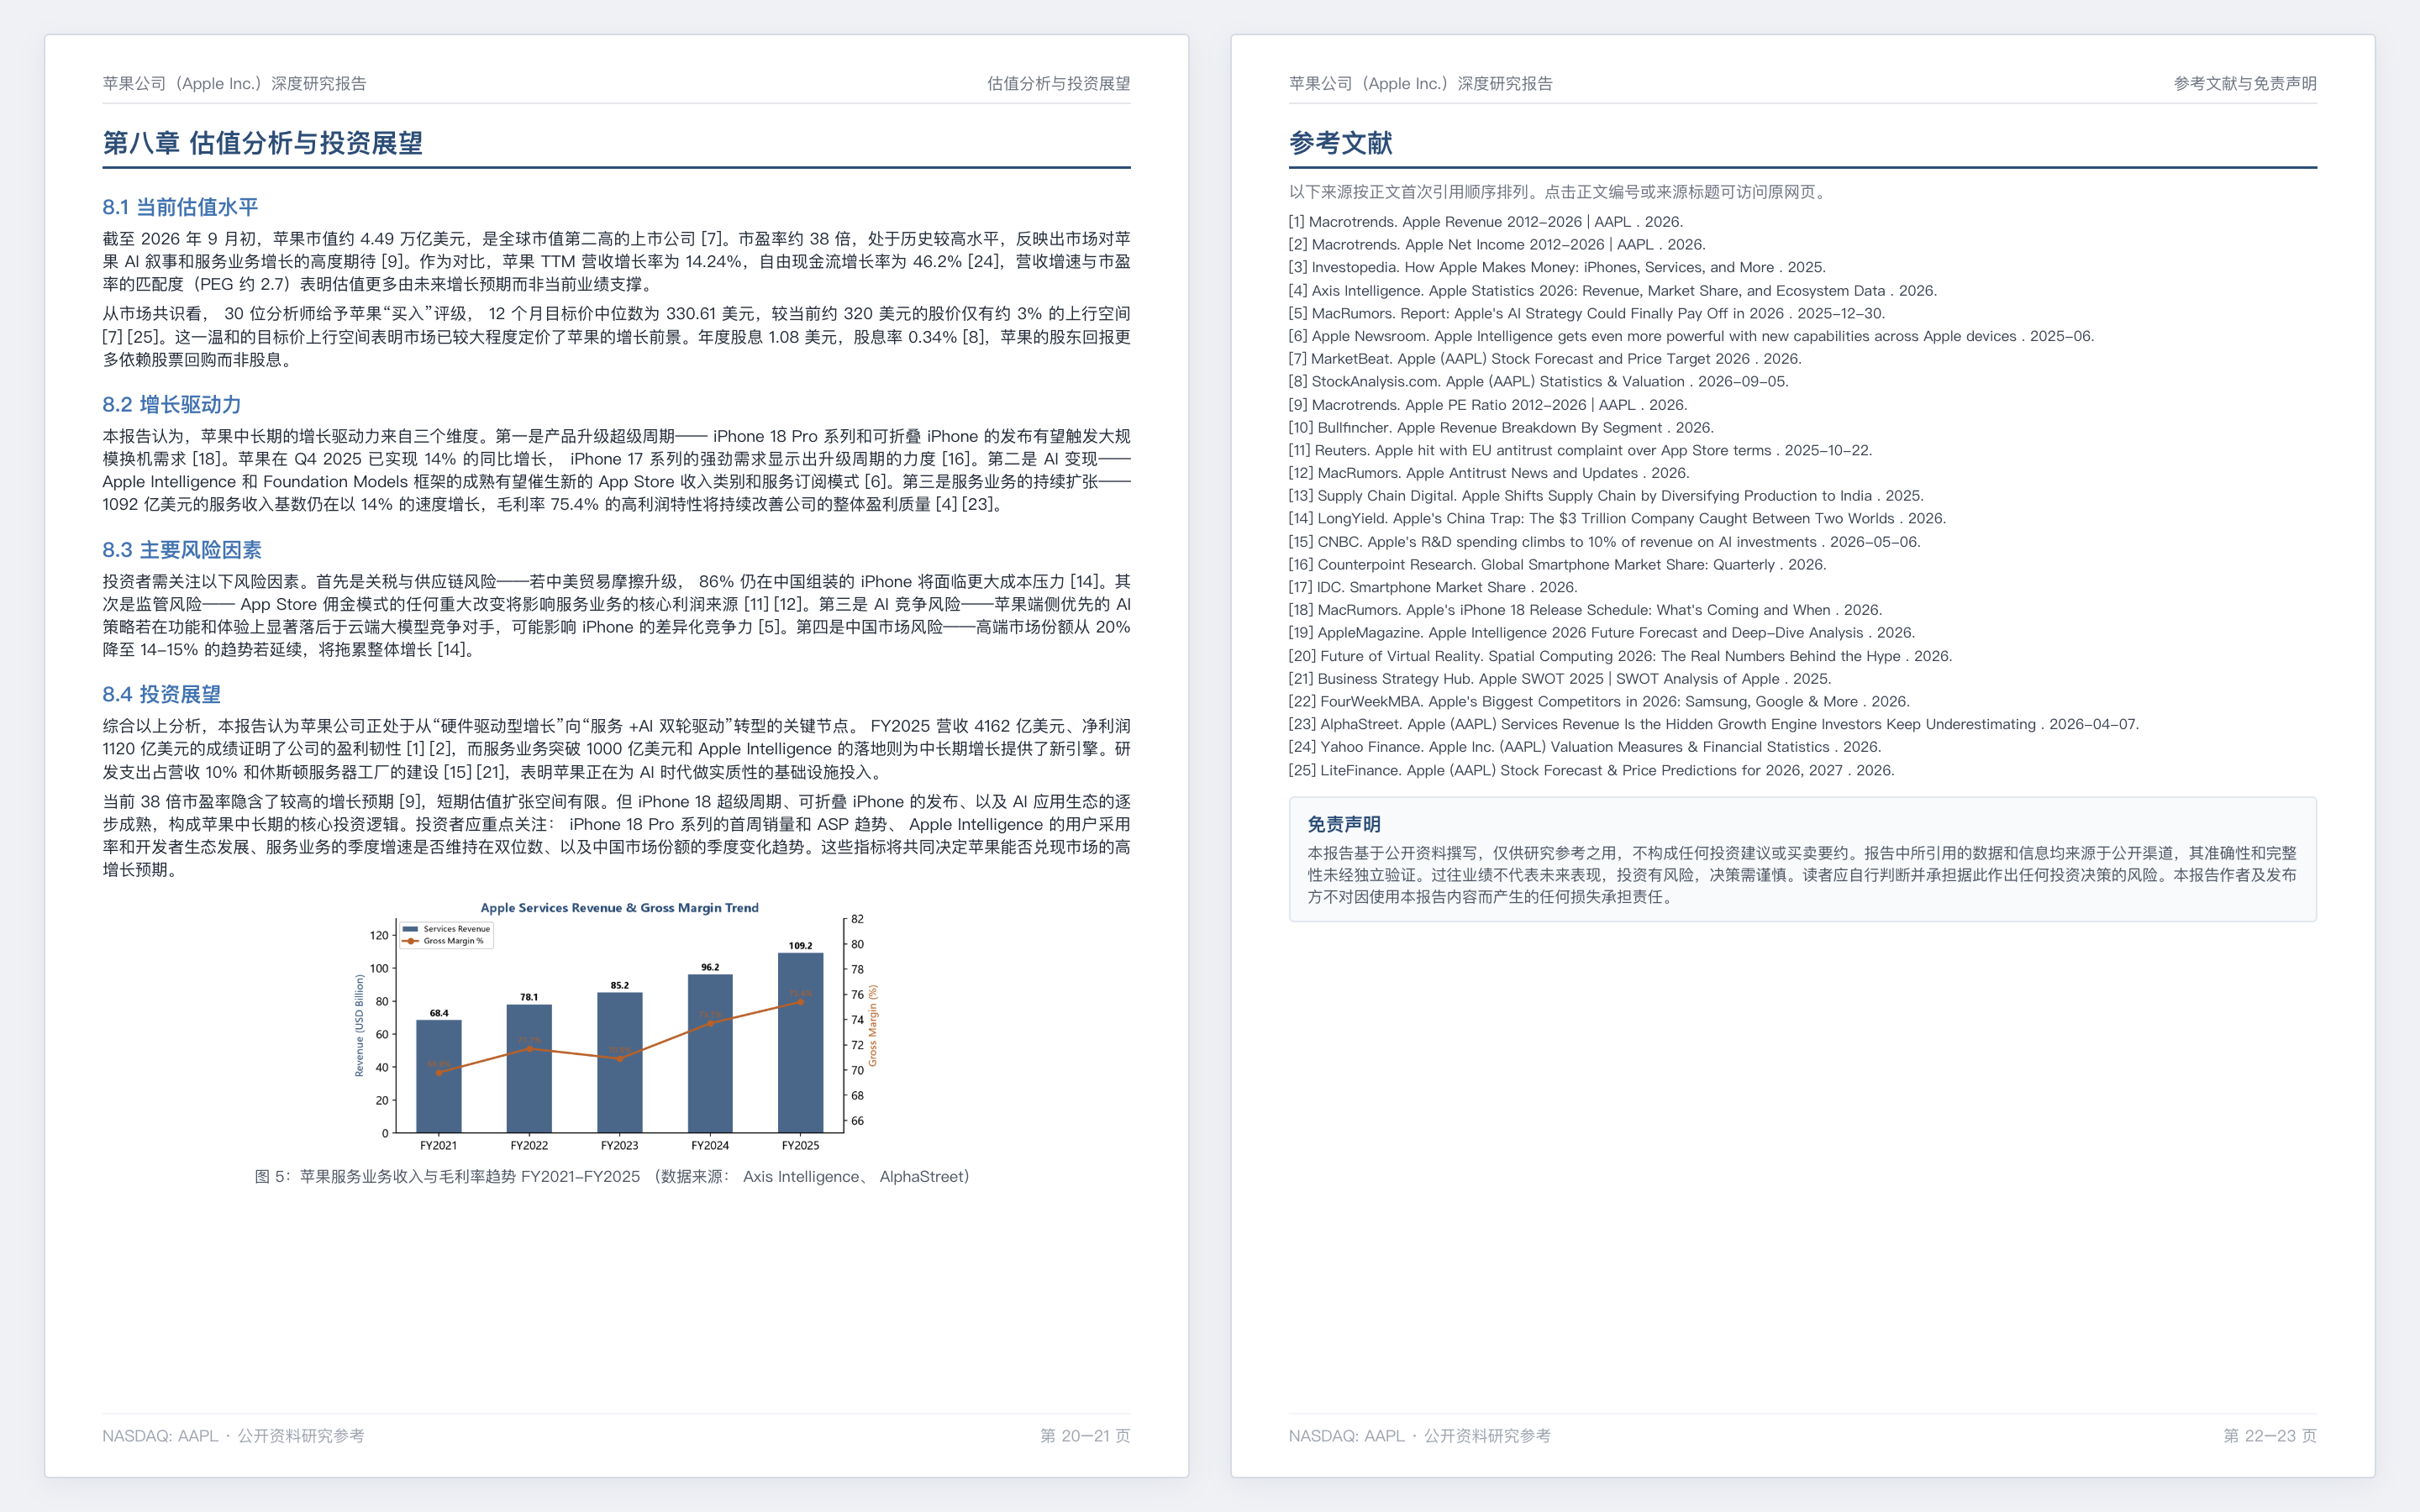 苹果公司（Apple Inc.）深度研究报告
估值分析与投资展望
第八章 估值分析与投资展望
8.1 当前估值水平
截至 2026 年 9 月初，苹果市值约 4.49 万亿美元，是全球市值第二高的上市公司 [7]。市盈率约 38 倍，处于历史较高水平，反映出市场对苹
果 AI 叙事和服务业务增长的高度期待 [9]。作为对比，苹果 TTM 营收增长率为 14.24%，自由现金流增长率为 46.2% [24]，营收增速与市盈
率的匹配度（PEG 约 2.7）表明估值更多由未来增长预期而非当前业绩支撑。
从市场共识看， 30 位分析师给予苹果“买入”评级， 12 个月目标价中位数为 330.61 美元，较当前约 320 美元的股价仅有约 3% 的上行空间
[7] [25]。这一温和的目标价上行空间表明市场已较大程度定价了苹果的增长前景。年度股息 1.08 美元，股息率 0.34% [8]，苹果的股东回报更
多依赖股票回购而非股息。
8.2 增长驱动力
本报告认为，苹果中长期的增长驱动力来自三个维度。第一是产品升级超级周期—— iPhone 18 Pro 系列和可折叠 iPhone 的发布有望触发大规
模换机需求 [18]。苹果在 Q4 2025 已实现 14% 的同比增长， iPhone 17 系列的强劲需求显示出升级周期的力度 [16]。第二是 AI 变现——
Apple Intelligence 和 Foundation Models 框架的成熟有望催生新的 App Store 收入类别和服务订阅模式 [6]。第三是服务业务的持续扩张——
1092 亿美元的服务收入基数仍在以 14% 的速度增长，毛利率 75.4% 的高利润特性将持续改善公司的整体盈利质量 [4] [23]。
8.3 主要风险因素
投资者需关注以下风险因素。首先是关税与供应链风险——若中美贸易摩擦升级， 86% 仍在中国组装的 iPhone 将面临更大成本压力 [14]。其
次是监管风险—— App Store 佣金模式的任何重大改变将影响服务业务的核心利润来源 [11] [12]。第三是 AI 竞争风险——苹果端侧优先的 AI
策略若在功能和体验上显著落后于云端大模型竞争对手，可能影响 iPhone 的差异化竞争力 [5]。第四是中国市场风险——高端市场份额从 20%
降至 14–15% 的趋势若延续，将拖累整体增长 [14]。
8.4 投资展望
综合以上分析，本报告认为苹果公司正处于从“硬件驱动型增长”向“服务 +AI 双轮驱动”转型的关键节点。 FY2025 营收 4162 亿美元、净利润
1120 亿美元的成绩证明了公司的盈利韧性 [1] [2]，而服务业务突破 1000 亿美元和 Apple Intelligence 的落地则为中长期增长提供了新引擎。研
发支出占营收 10% 和休斯顿服务器工厂的建设 [15] [21]，表明苹果正在为 AI 时代做实质性的基础设施投入。
当前 38 倍市盈率隐含了较高的增长预期 [9]，短期估值扩张空间有限。但 iPhone 18 超级周期、可折叠 iPhone 的发布、以及 AI 应用生态的逐
步成熟，构成苹果中长期的核心投资逻辑。投资者应重点关注： iPhone 18 Pro 系列的首周销量和 ASP 趋势、 Apple Intelligence 的用户采用
率和开发者生态发展、服务业务的季度增速是否维持在双位数、以及中国市场份额的季度变化趋势。这些指标将共同决定苹果能否兑现市场的高
增长预期。
Apple Services Revenue & Gross Margin Trend
Services Revenue
Gross Margin %
Revenue (USD Billion)
120
100
80
60
40
20
0
68.4
78.1
85.2
96.2
109.2
82
80
78
76
74
72
70
68
66
Gross Margin (%)
FY2021
FY2022
FY2023
FY2024
FY2025
图 5：苹果服务业务收入与毛利率趋势 FY2021–FY2025 （数据来源： Axis Intelligence、 AlphaStreet）
NASDAQ: AAPL · 公开资料研究参考
第 20—21 页
苹果公司（Apple Inc.）深度研究报告
参考文献与免责声明
参考文献
以下来源按正文首次引用顺序排列。点击正文编号或来源标题可访问原网页。
[1] Macrotrends. Apple Revenue 2012–2026 | AAPL . 2026.
[2] Macrotrends. Apple Net Income 2012–2026 | AAPL . 2026.
[3] Investopedia. How Apple Makes Money: iPhones, Services, and More . 2025.
[4] Axis Intelligence. Apple Statistics 2026: Revenue, Market Share, and Ecosystem Data . 2026.
[5] MacRumors. Report: Apple's AI Strategy Could Finally Pay Off in 2026 . 2025–12–30.
[6] Apple Newsroom. Apple Intelligence gets even more powerful with new capabilities across Apple devices . 2025–06.
[7] MarketBeat. Apple (AAPL) Stock Forecast and Price Target 2026 . 2026.
[8] StockAnalysis.com. Apple (AAPL) Statistics & Valuation . 2026–09–05.
[9] Macrotrends. Apple PE Ratio 2012–2026 | AAPL . 2026.
[10] Bullfincher. Apple Revenue Breakdown By Segment . 2026.
[11] Reuters. Apple hit with EU antitrust complaint over App Store terms . 2025–10–22.
[12] MacRumors. Apple Antitrust News and Updates . 2026.
[13] Supply Chain Digital. Apple Shifts Supply Chain by Diversifying Production to India . 2025.
[14] LongYield. Apple's China Trap: The $3 Trillion Company Caught Between Two Worlds . 2026.
[15] CNBC. Apple's R&D spending climbs to 10% of revenue on AI investments . 2026–05–06.
[16] Counterpoint Research. Global Smartphone Market Share: Quarterly . 2026.
[17] IDC. Smartphone Market Share . 2026.
[18] MacRumors. Apple's iPhone 18 Release Schedule: What's Coming and When . 2026.
[19] AppleMagazine. Apple Intelligence 2026 Future Forecast and Deep–Dive Analysis . 2026.
[20] Future of Virtual Reality. Spatial Computing 2026: The Real Numbers Behind the Hype . 2026.
[21] Business Strategy Hub. Apple SWOT 2025 | SWOT Analysis of Apple . 2025.
[22] FourWeekMBA. Apple's Biggest Competitors in 2026: Samsung, Google & More . 2026.
[23] AlphaStreet. Apple (AAPL) Services Revenue Is the Hidden Growth Engine Investors Keep Underestimating . 2026–04–07.
[24] Yahoo Finance. Apple Inc. (AAPL) Valuation Measures & Financial Statistics . 2026.
[25] LiteFinance. Apple (AAPL) Stock Forecast & Price Predictions for 2026, 2027 . 2026.
免责声明
本报告基于公开资料撰写，仅供研究参考之用，不构成任何投资建议或买卖要约。报告中所引用的数据和信息均来源于公开渠道，其准确性和完整
性未经独立验证。过往业绩不代表未来表现，投资有风险，决策需谨慎。读者应自行判断并承担据此作出任何投资决策的风险。本报告作者及发布
方不对因使用本报告内容而产生的任何损失承担责任。
NASDAQ: AAPL · 公开资料研究参考
第 22—23 页